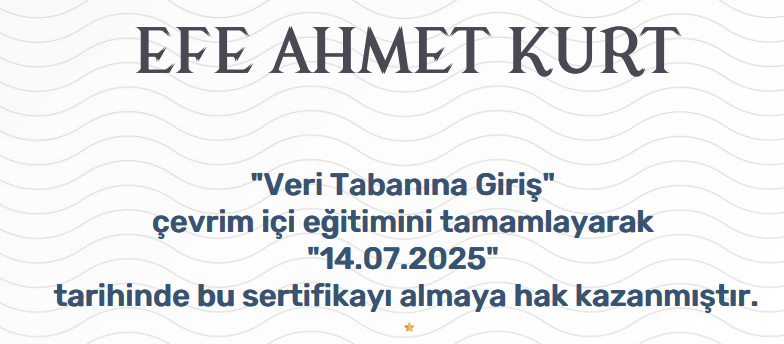 EFE AHMET KURT
"Veri Tabanına Giriş"
çevrim içi eğitimini tamamlayarak
"14.07.2025"
tarihinde bu sertifikayı almaya hak kazanmıştır.